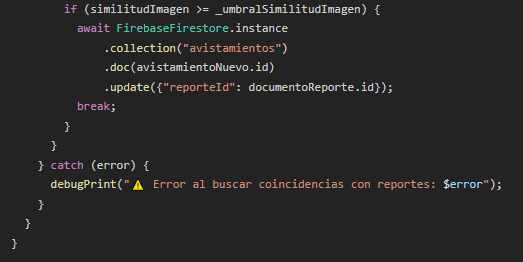 if (similitudImagen >= _umbralSimilitudImagen) {
await FirebaseFirestore.instance
.collection("avistamientos")
.doc(avistamientoNuevo.id)
.update({"reporteId": documentoReporte.id});
break;
}
}
} catch (error) {
debugPrint("⚠️ Error al buscar coincidencias con reportes: $error");
}
}
}